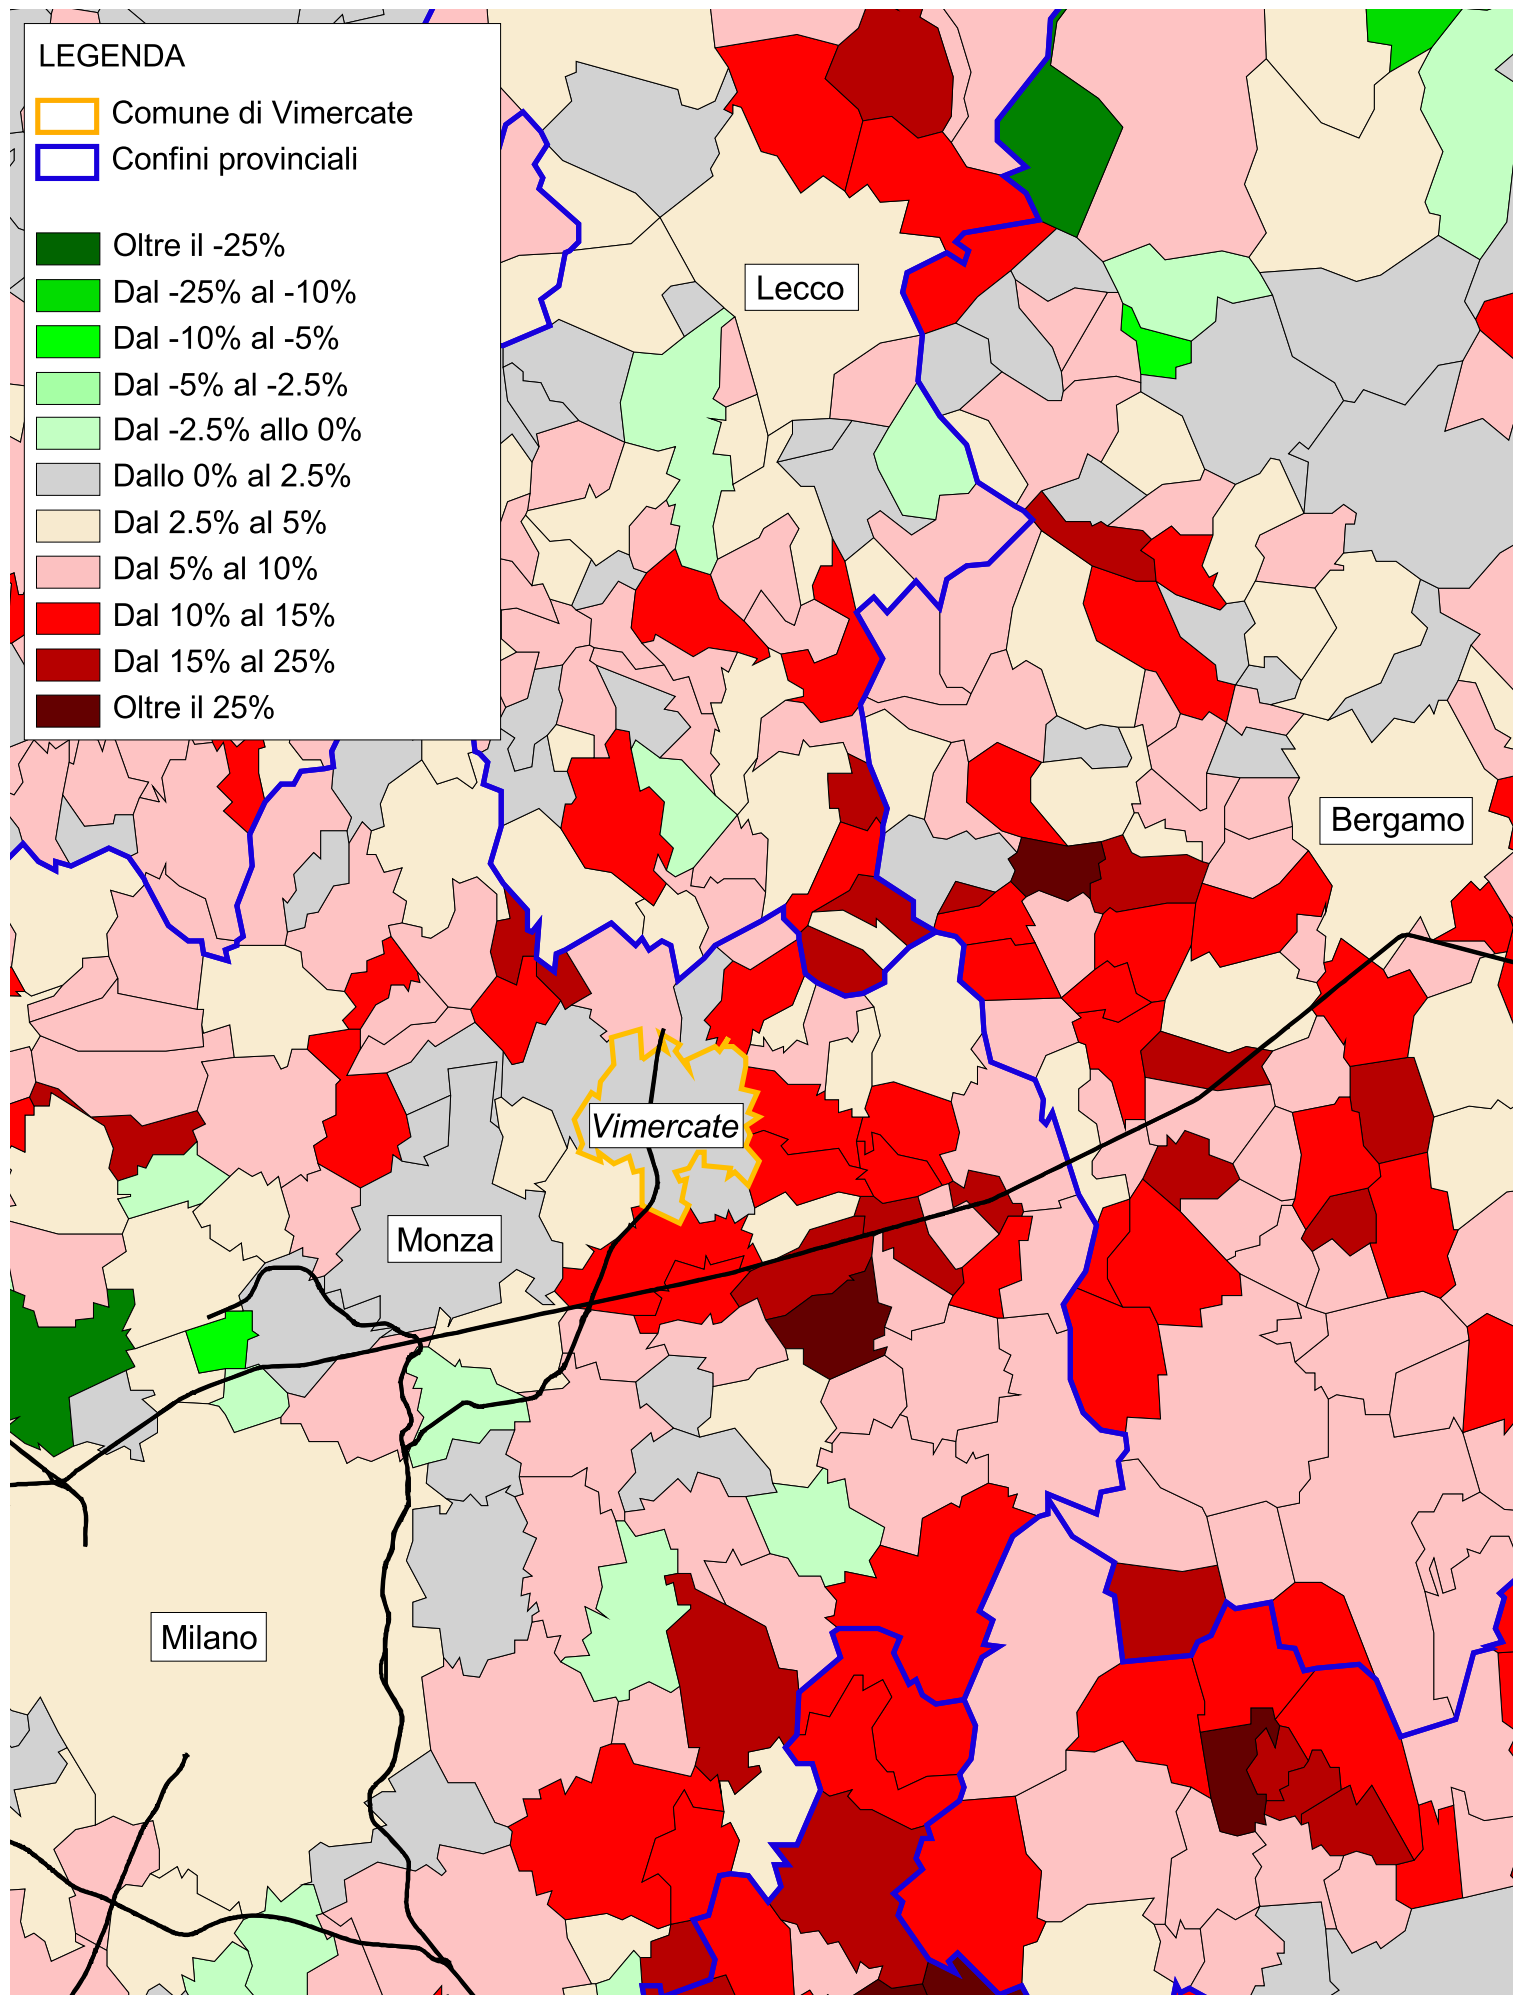 LEGENDA
Comune di Vimercate
Confini provinciali
Oltre il -25%
Dal -25% al -10%
Dal -10% al -5%
Dal -5% al -2.5%
Dal -2.5% allo 0%
Dallo 0% al 2.5%
Dal 2.5% al 5%
Dal 5% al 10%
Dal 10% al 15%
Dal 15% al 25%
Oltre il 25%
Lecco
Bergamo
Vimercate
Monza
Milano